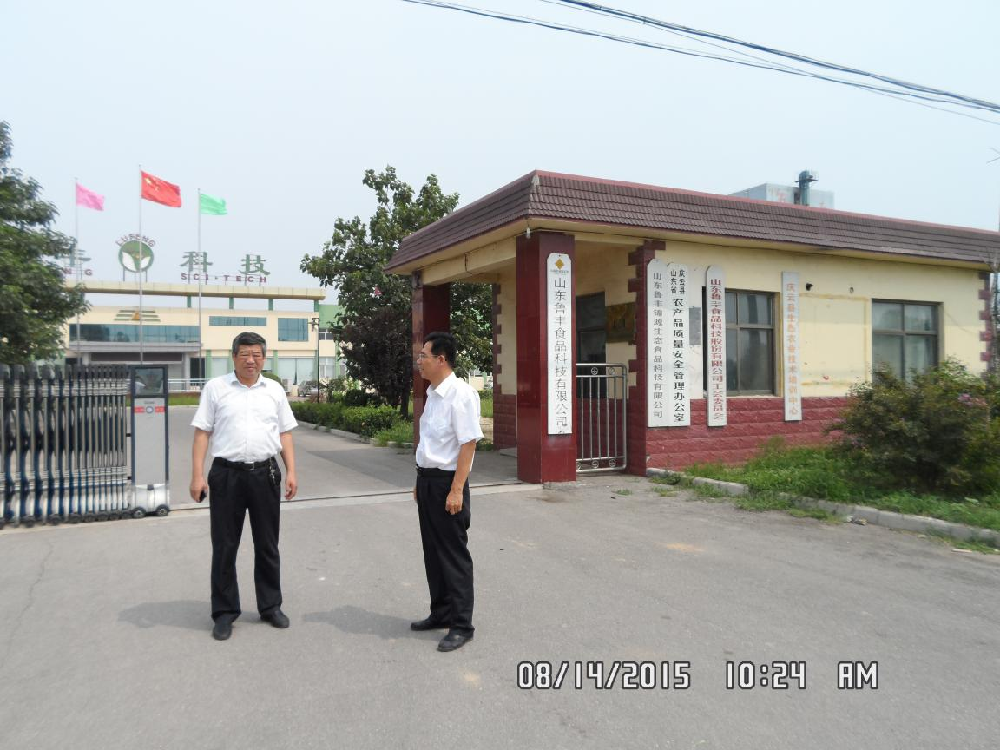 LUFENG
NG
科技
SCI-TECH
山东鲁丰食品科技有限公司
山东鲁丰锦源生态食品科技有限公司
庆云县
山东省
农产品质量安全管理办公室
山东鲁丰食品科技股份有限公司工会委员会
庆云县生态农业技术培训中心
08/14/2015 10:24 AM